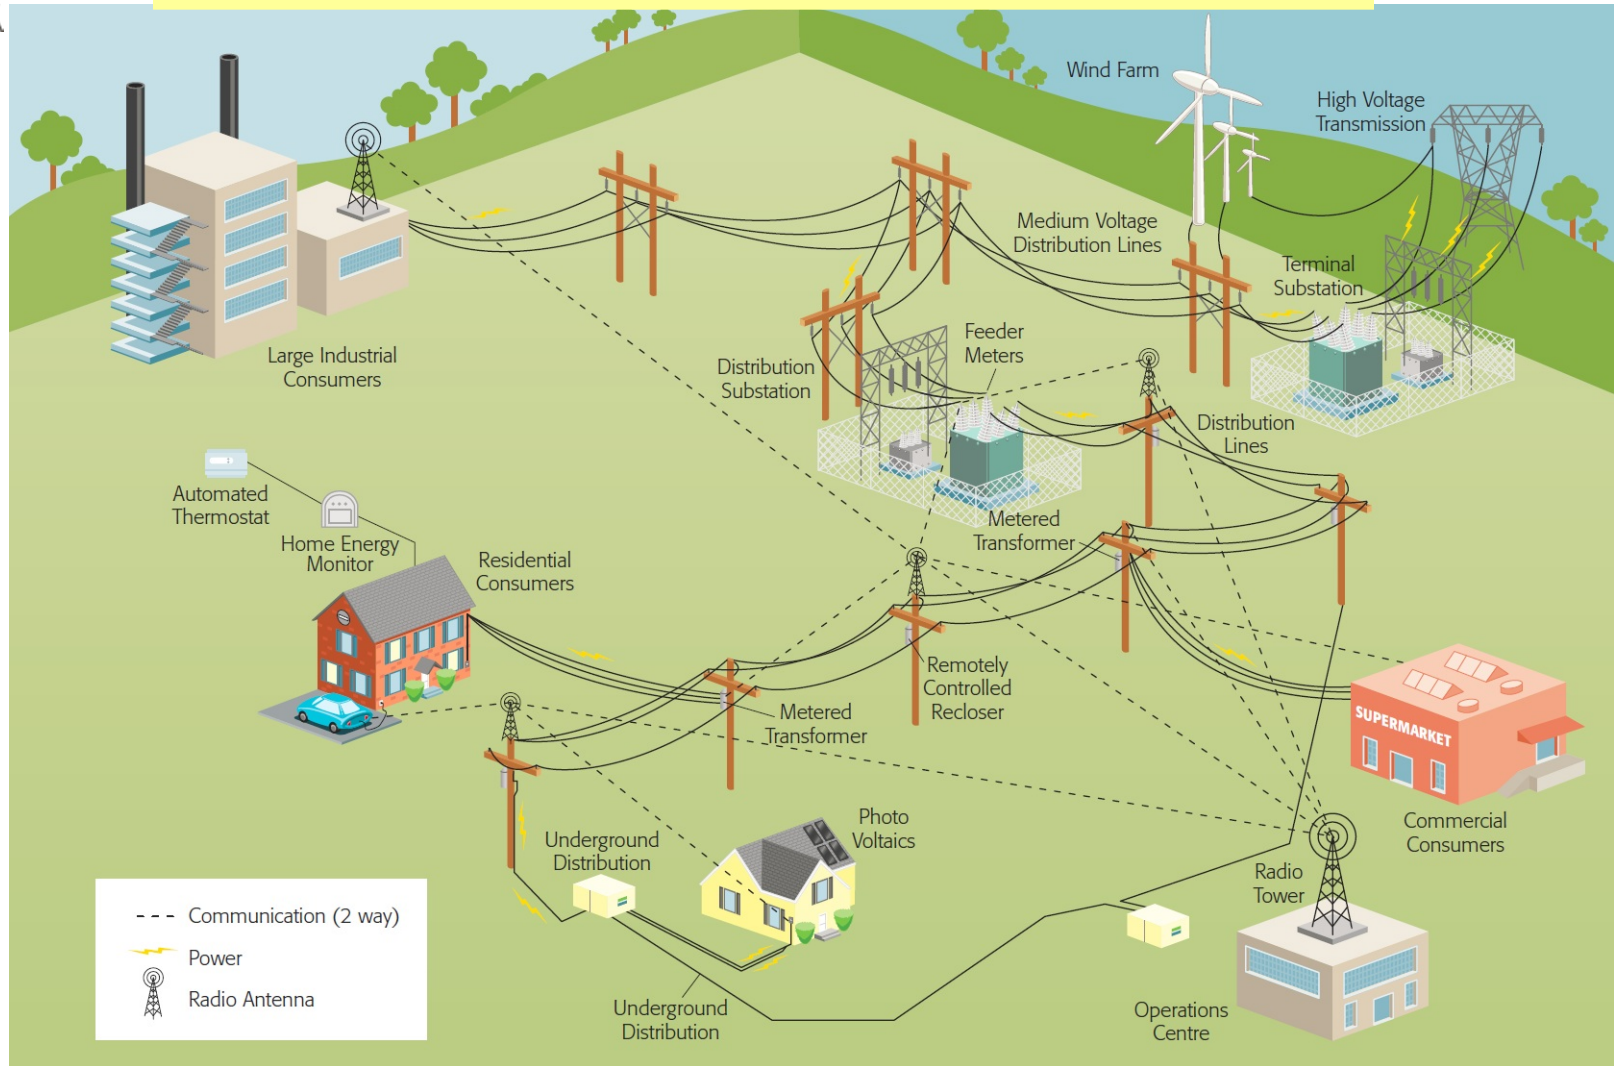 Wind Farm
High Voltage
Transmission
Medium Voltage
Distribution Lines
Terminal
Substation
Large Industrial
Consumers
Feeder
Meters
Distribution
Substation
Distribution
Lines
Automated
Thermostat
Home Energy
Monitor
Residential
Consumers
Metered
Transformer
Remotely
Controlled
Recloser
Metered
Transformer
SUPERMARKET
Commercial
Consumers
Photo
Voltaics
Underground
Distribution
Radio
Tower
Communication (2 way)
Power
Radio Antenna
Underground
Distribution
Operations
Centre